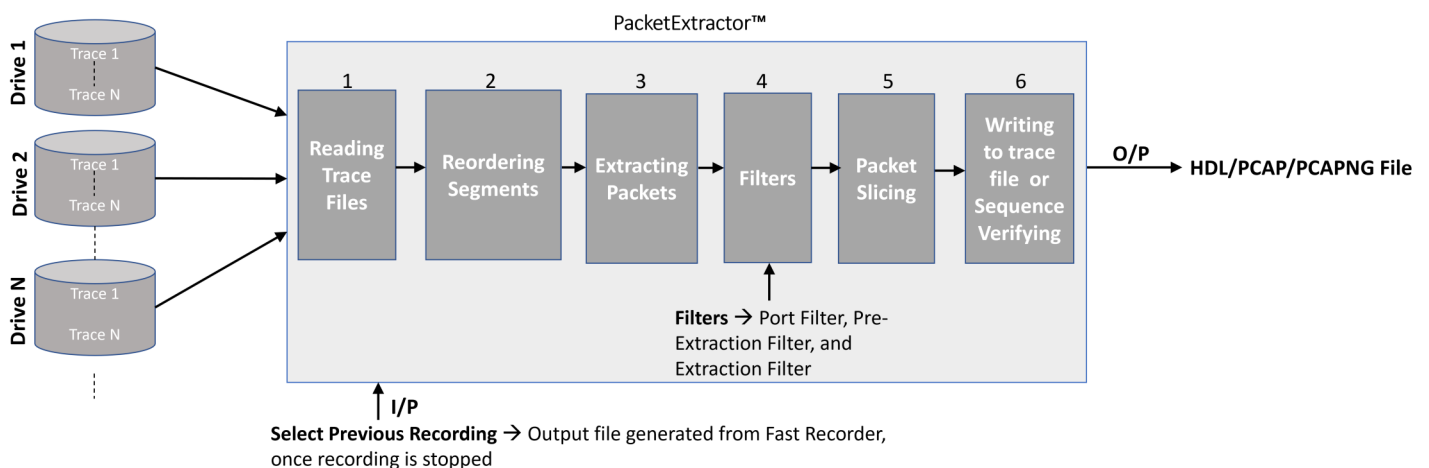 PacketExtractor™
Drive 1
Trace 1
Trace N
Drive 2
Trace 1
Trace N
Drive N
Trace 1
Trace N
1
Reading
Trace
Files
2
Reordering
Segments
3
Extracting
Packets
4
Filters
5
Packet
Slicing
6
Writing
to trace
file or
Sequence
Verifying
O/P
HDL/PCAP/PCAPNG File
Filters → Port Filter, Pre-
Extraction Filter, and
Extraction Filter
I/P
Select Previous Recording → Output file generated from Fast Recorder,
once recording is stopped